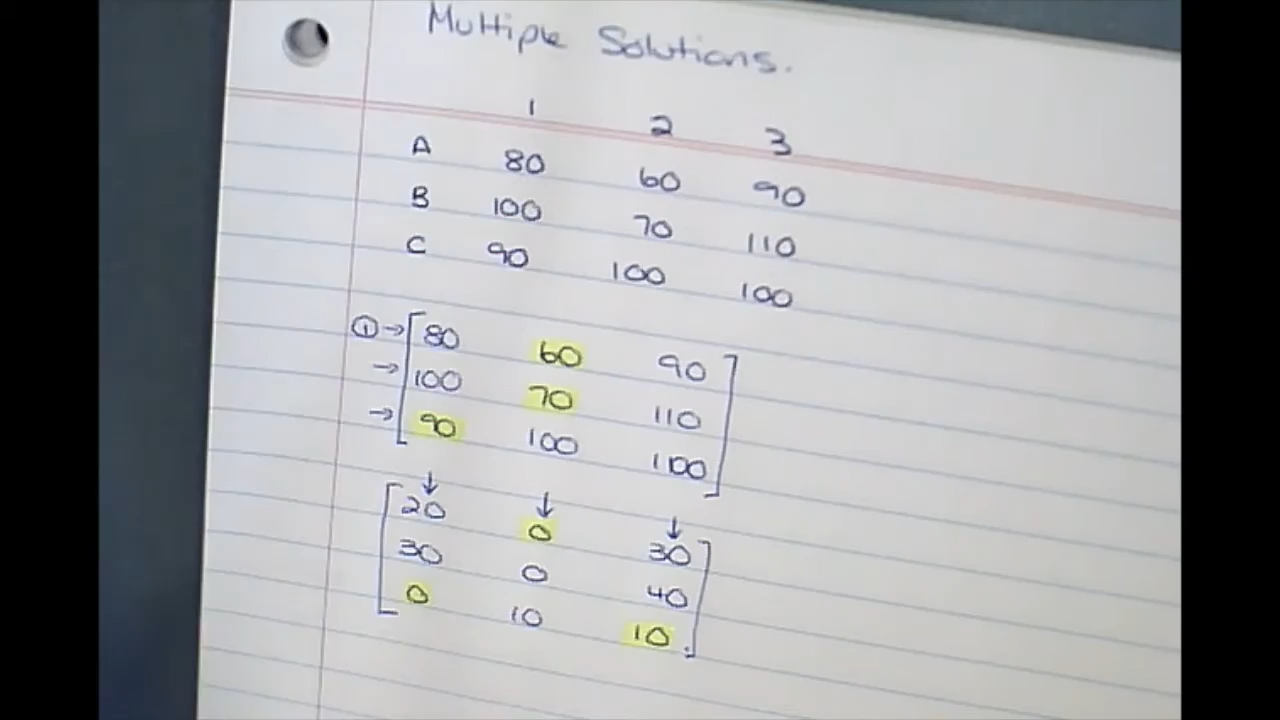 Multiple Solutions.
1 2 3
A 80 60 90
B 100 70 110
C 90 100 100
① → [ 80 60 90 ]
→ 100 70 110
→ 90 100 100
↓ ↓ ↓
[ 20 0 30 ]
30 0 40
0 10 10